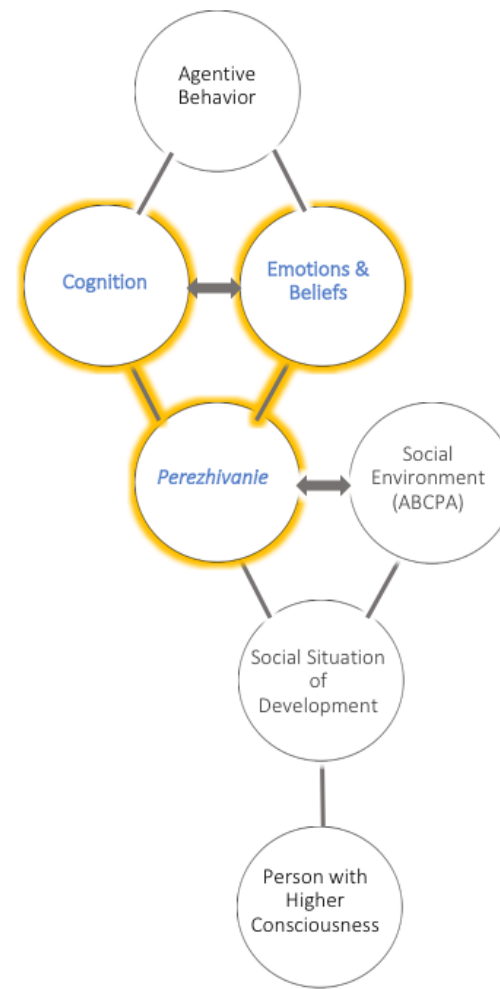 Agentive
Behavior
Cognition
Emotions &
Beliefs
Perezhivanie
Social
Environment
(ABCPA)
Social Situation
of
Development
Person with
Higher
Consciousness